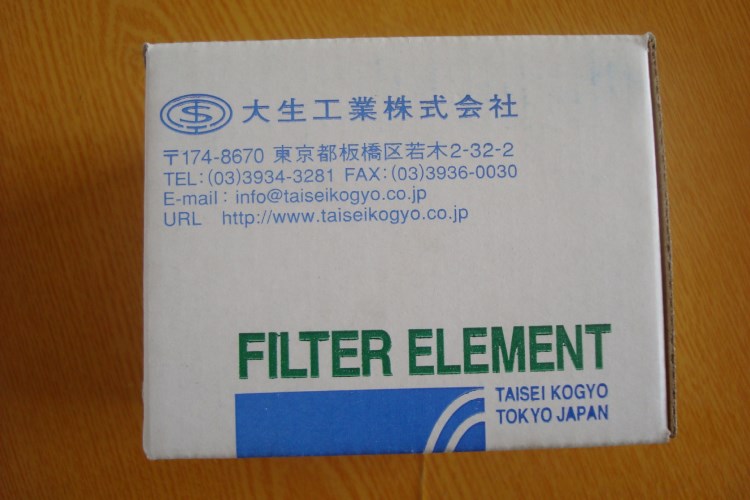 大生工業株式会社
〒174-8670 東京都板橋区若木2-32-2
TEL:(03)3934-3281 FAX:(03)3936-0030
E-mail: info@taiseikogyo.co.jp
URL http://www.taiseikogyo.co.jp
FILTER ELEMENT
TAISEI KOGYO
TOKYO JAPAN